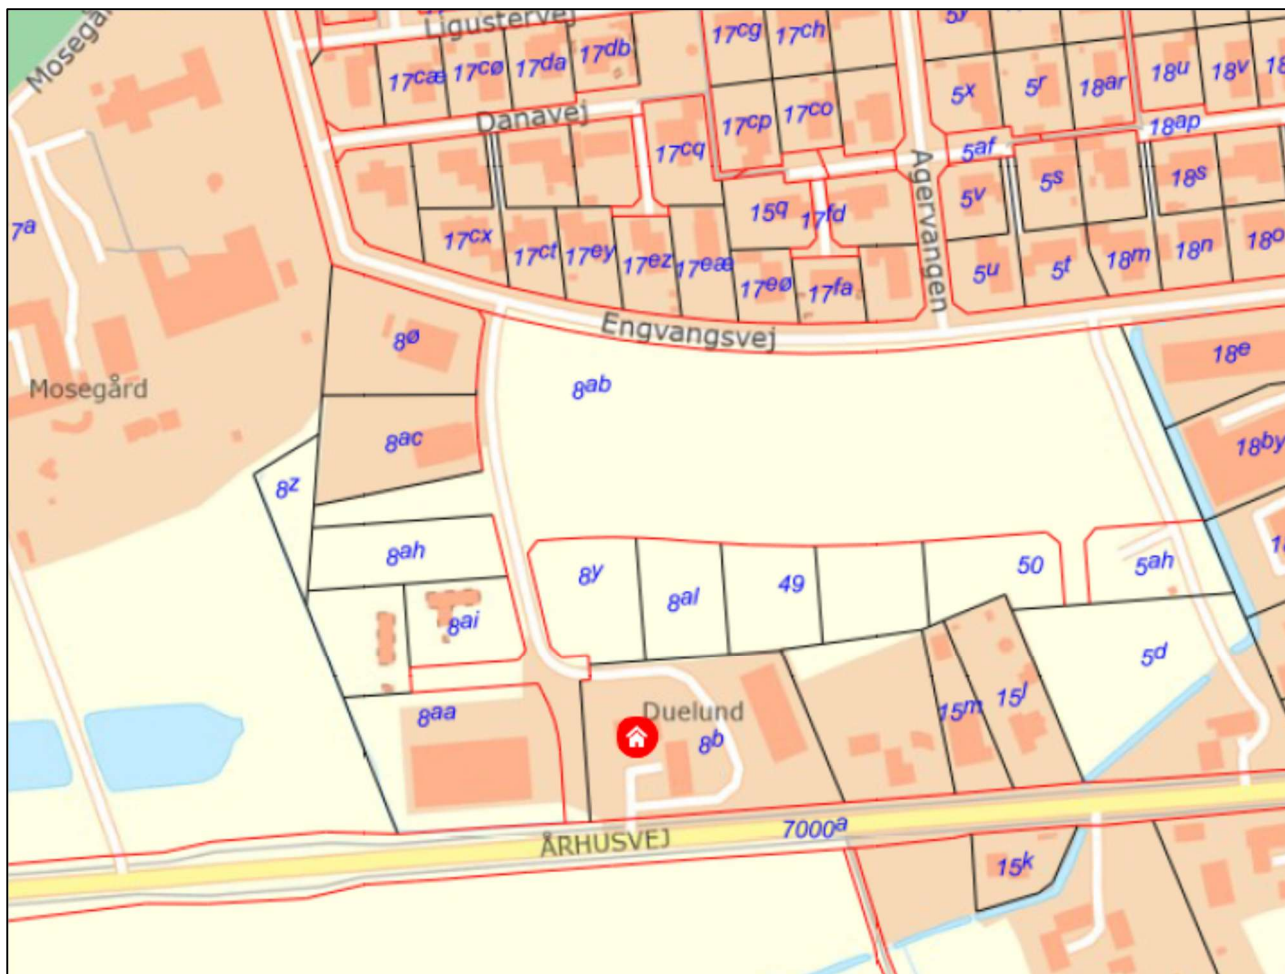 Ligustervej
17cg
17ch
17cæ
17cø
17da
17db
5x
5r
18ar
18u
18v
Danavej
17cp
17co
18ap
17cq
5af
Agervangen
5v
5s
18s
7a
15q
17fd
17cx
17ct
17ey
17ez
17eæ
17eø
17fa
5u
5t
18m
18n
18o
Engvangsvej
8ø
18e
Mosegård
8ab
8ac
18by
8z
8ah
8y
8al
49
50
5ah
8ai
5d
8aa
Duelund
8b
15m
15l
ÅRHUSVEJ
7000a
15k